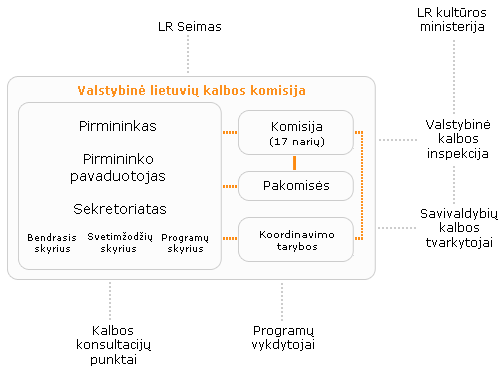 LR Seimas
LR kultūros
ministerija
Valstybinė lietuvių kalbos komisija
Pirmininkas
Pirmininko
pavaduotojas
Sekretoriatas
Bendrasis
skyrius
Svetimžodžių
skyrius
Programų
skyrius
Komisija
(17 narių)
Pakomisės
Koordinavimo
tarybos
Valstybinė
kalbos
inspekcija
Savivaldybių
kalbos
tvarkytojai
Kalbos
konsultacijų
punktai
Programų
vykdytojai